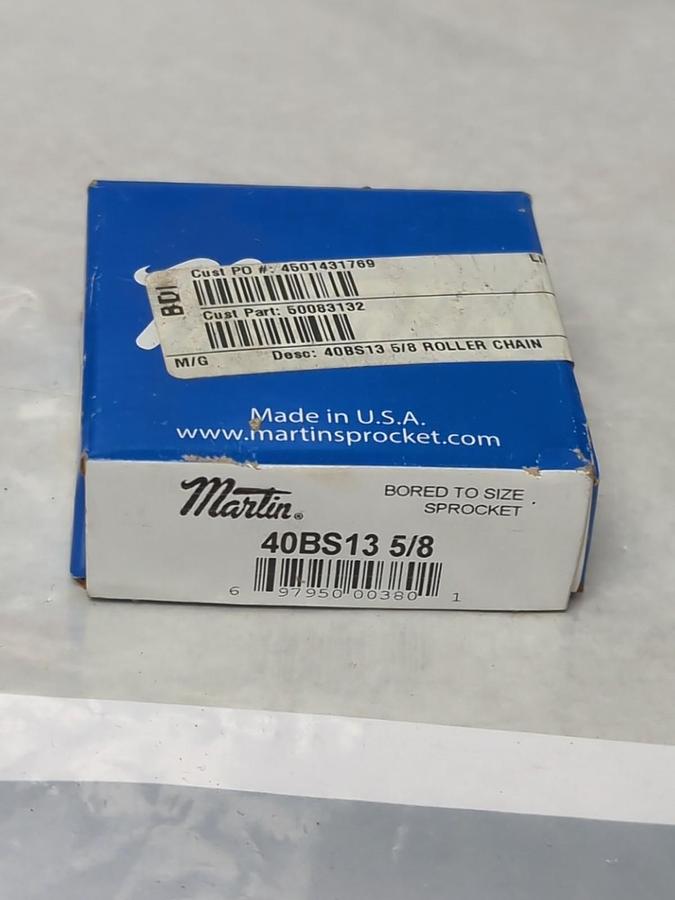 BDI
Cust PO #: 4501431769
Cust Part: 50083132
M/G Desc: 40BS13 5/8 ROLLER CHAIN
Made in U.S.A.
www.martinsprocket.com
Martin®
BORED TO SIZE
SPROCKET
40BS13 5/8
6 97950 00380 1